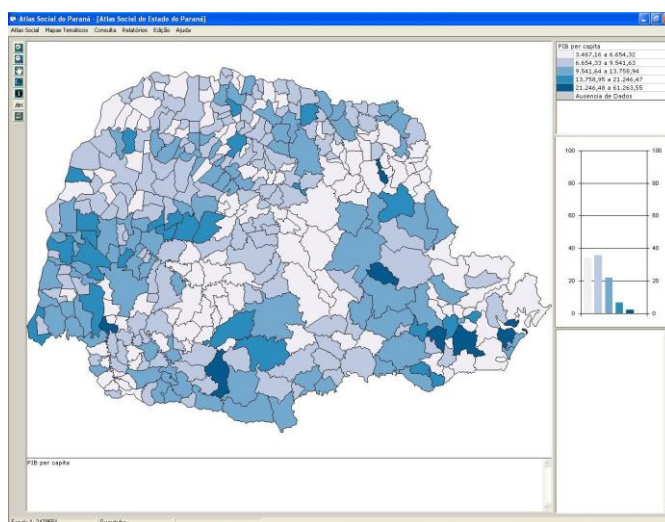 Atlas Social do Paraná - [Atlas Social do Estado do Paraná]
Atlas Social Mapas Temáticos Consulta Relatórios Edição Ajuda
PIB per capita
3.467,16 a 6.654,32
6.654,33 a 9.541,63
9.541,64 a 13.758,94
13.758,95 a 21.246,47
21.246,48 a 61.263,55
Ausencia de Dados
100 100
80 80
60 60
40 40
20 20
0 0
PIB per capita